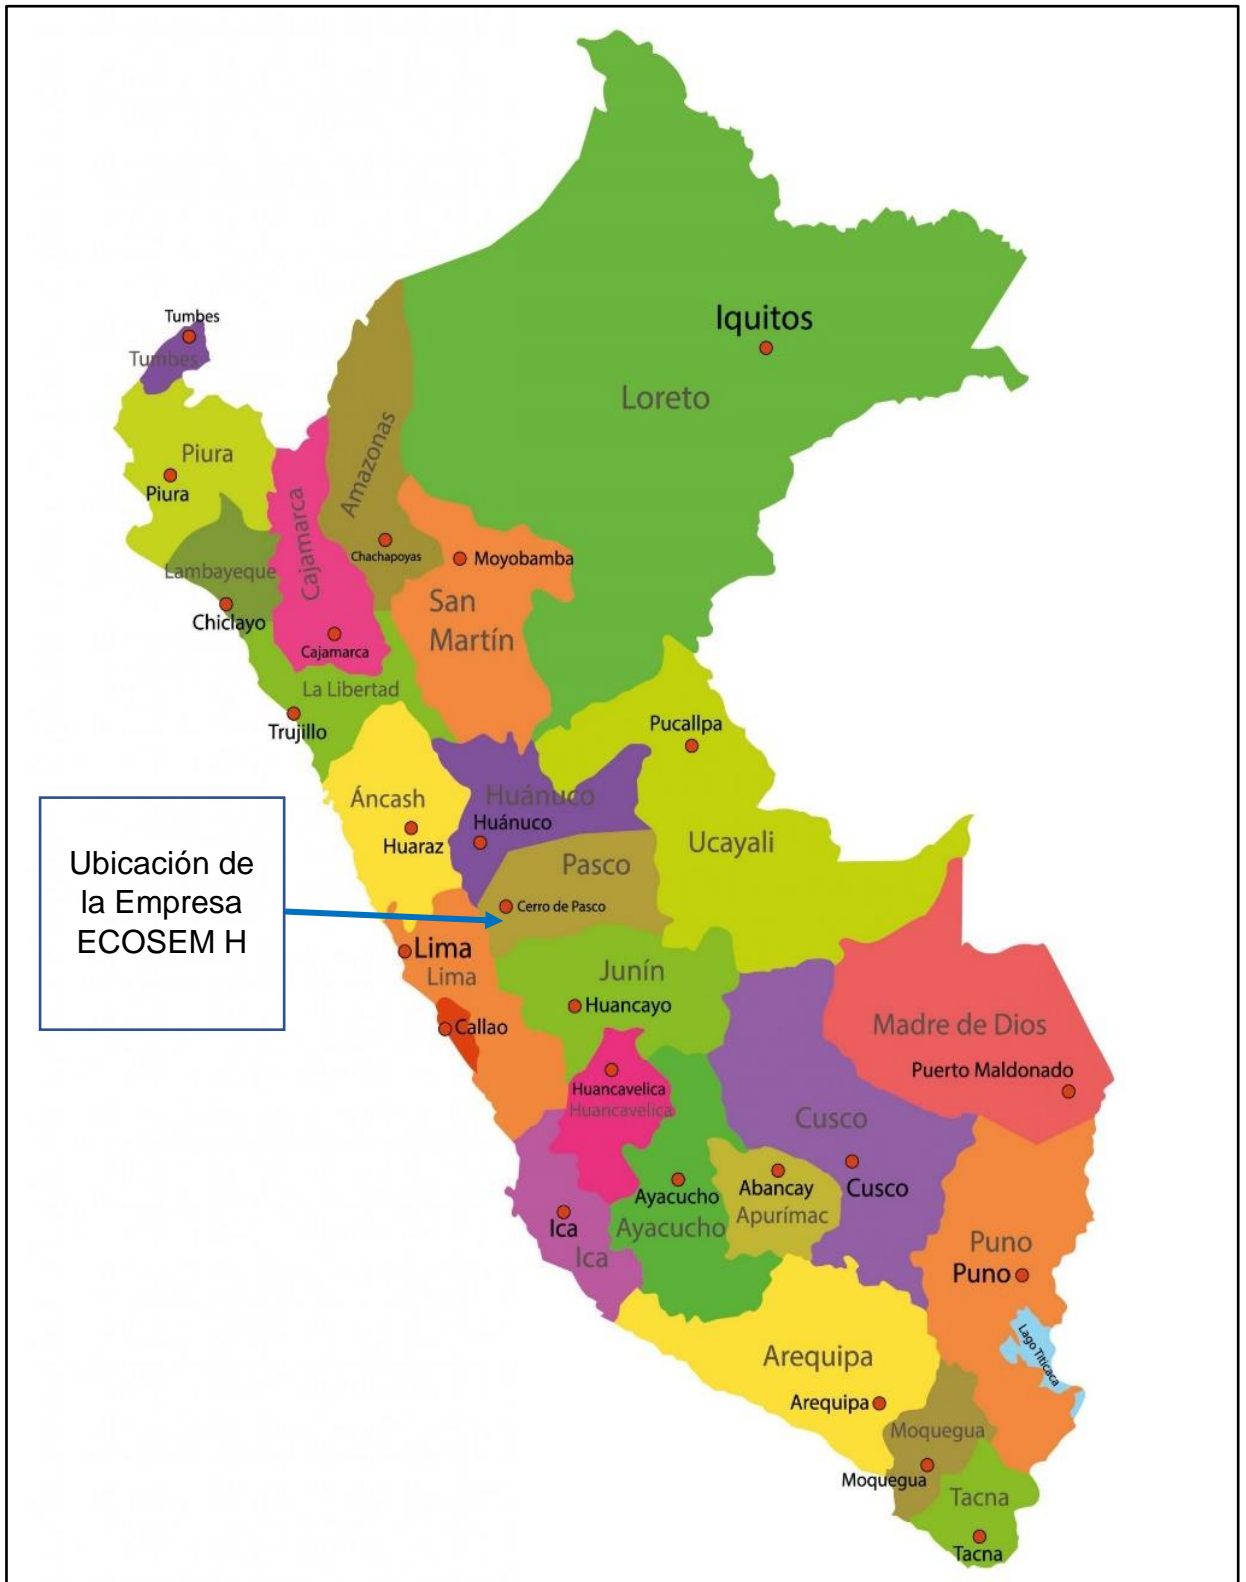 Iquitos
Loreto
Tumbes
Tumbes
Piura
Piura
Amazonas
Cajamarca
Chachapoyas
Moyobamba
Lambayeque
Chiclayo
San
Martín
Cajamarca
La Libertad
Trujillo
Pucallpa
Áncash
Huaraz
Huánuco
Huánuco
Ucayali
Pasco
Cerro de Pasco
Ubicación de
la Empresa
ECOSEM H
Lima
Lima
Junín
Huancayo
Callao
Madre de Dios
Puerto Maldonado
Huancavelica
Huancavelica
Cusco
Cusco
Ayacucho
Ayacucho
Abancay
Apurímac
Ica
Ica
Puno
Puno
Lago Titicaca
Arequipa
Arequipa
Moquegua
Moquegua
Tacna
Tacna